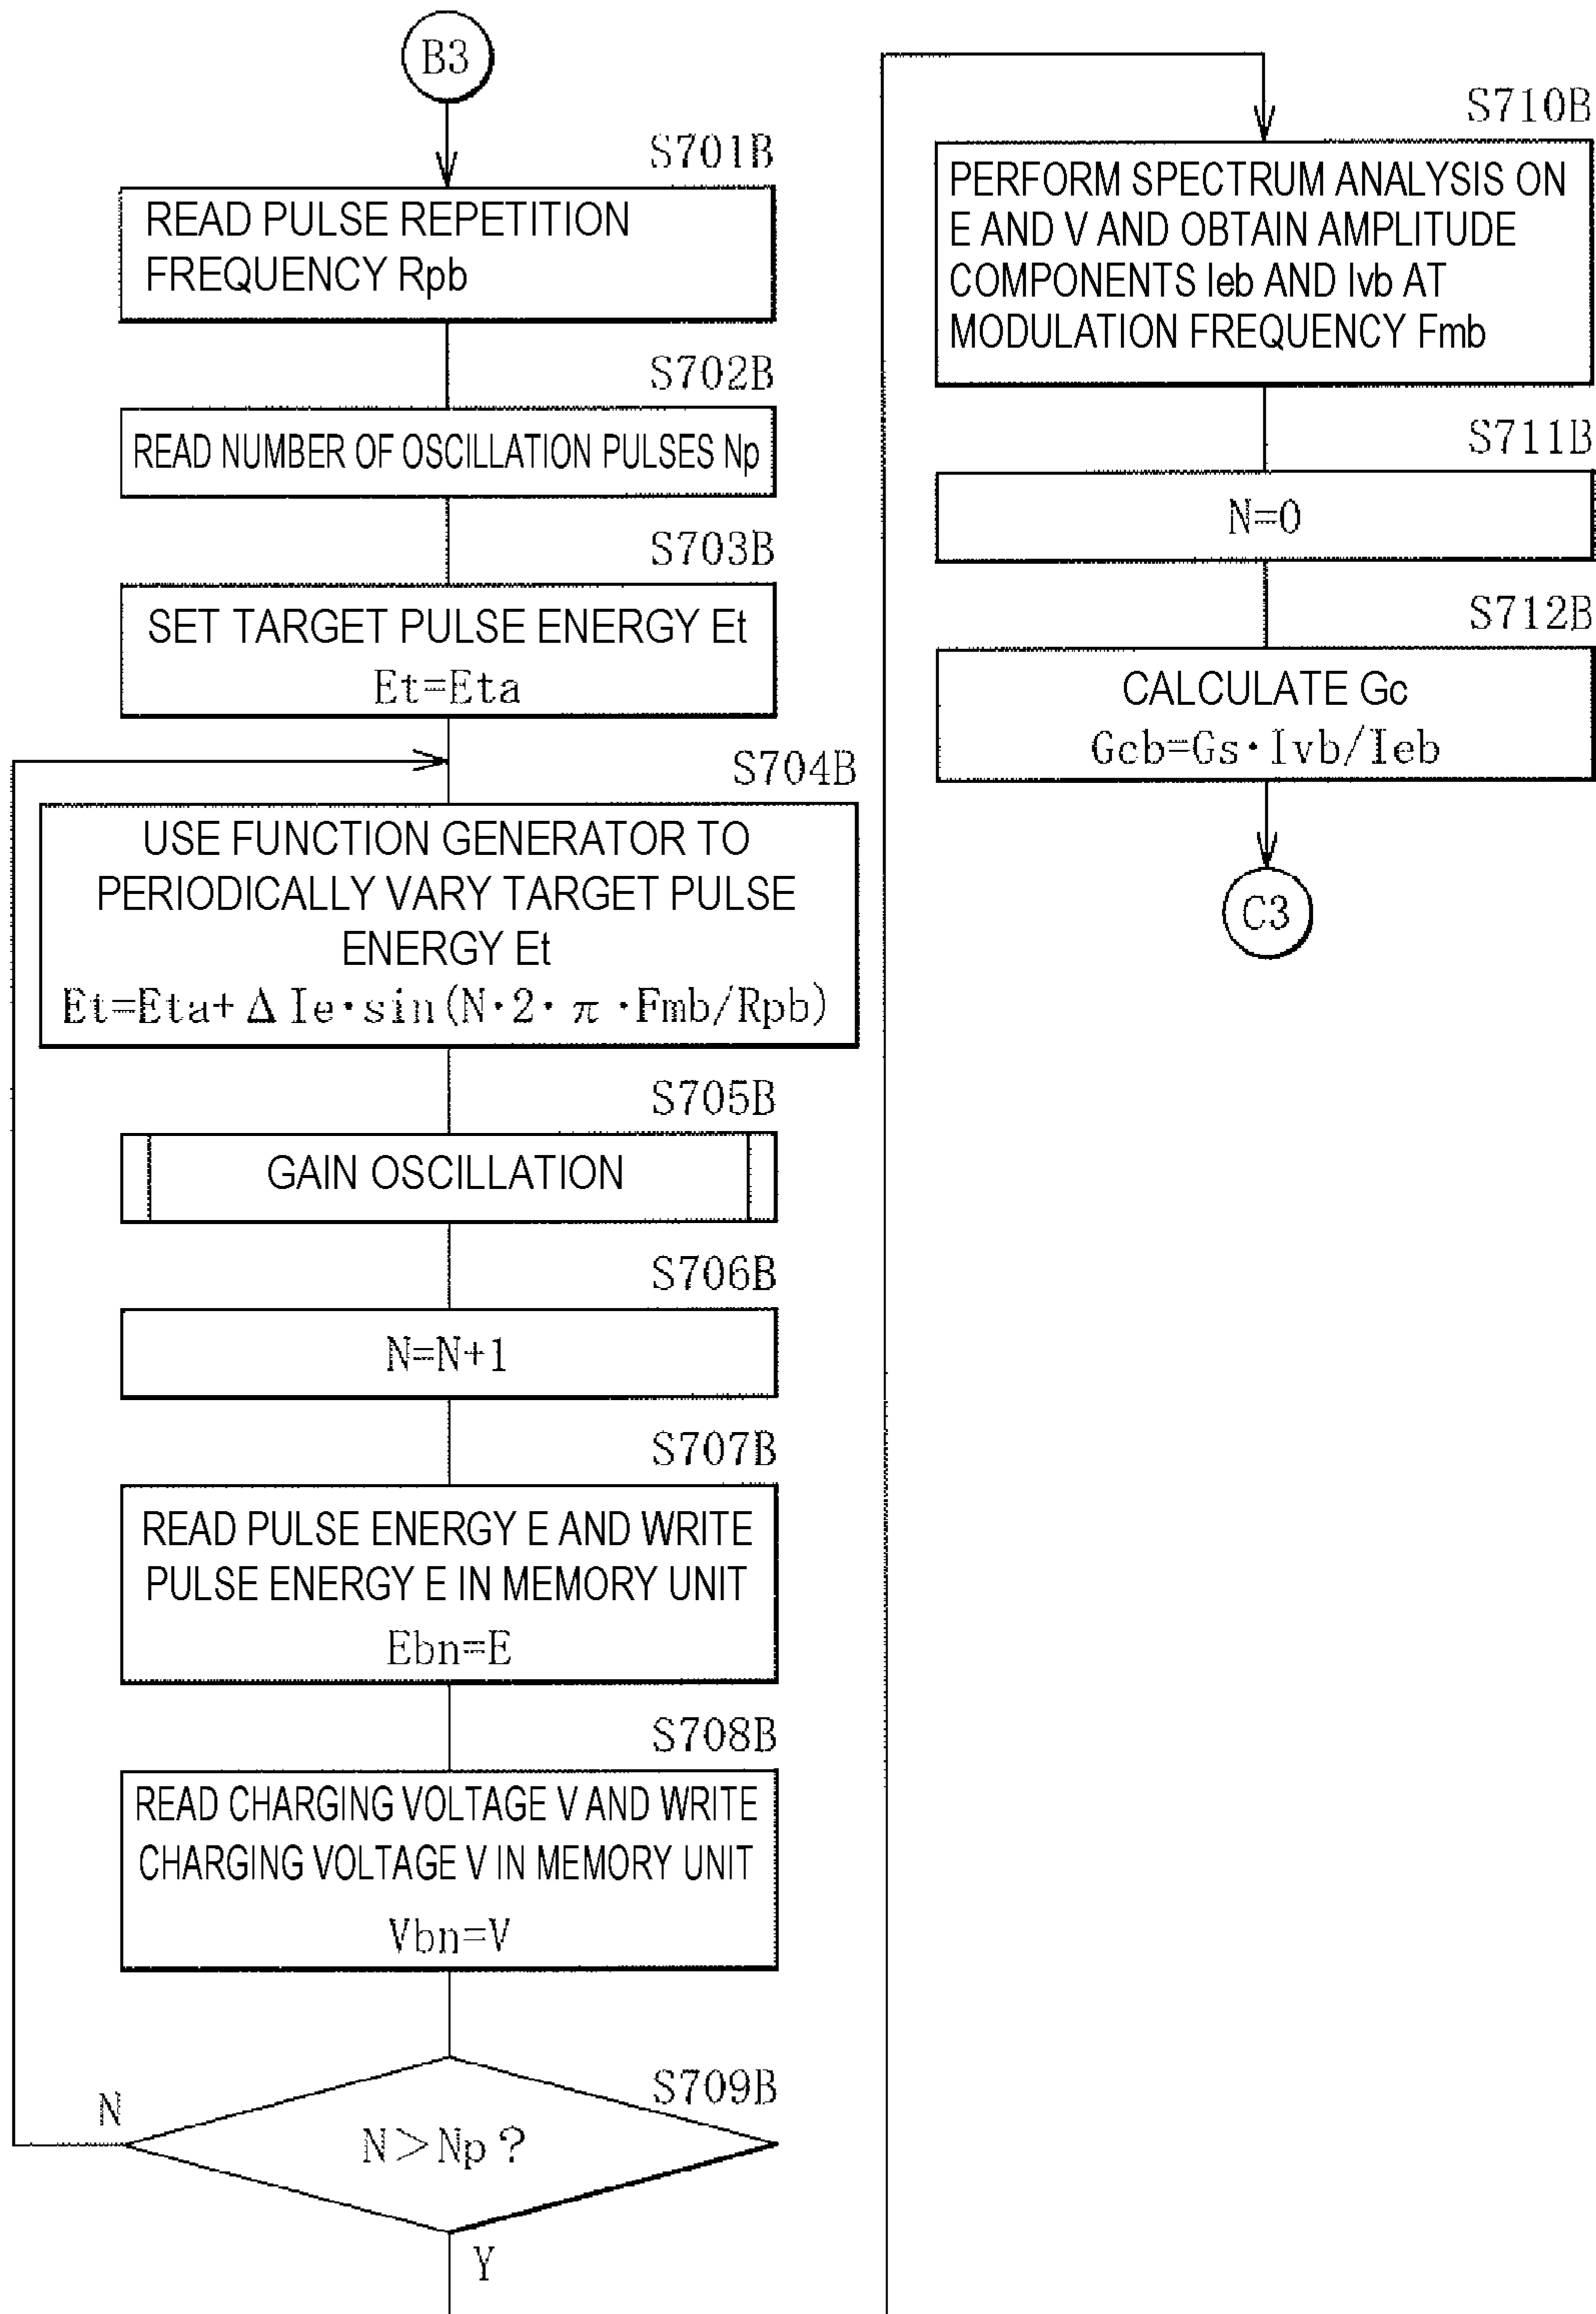 B3
S701B
READ PULSE REPETITION
FREQUENCY Rpb
S702B
READ NUMBER OF OSCILLATION PULSES Np
S703B
SET TARGET PULSE ENERGY Et
Et=Eta
S704B
USE FUNCTION GENERATOR TO
PERIODICALLY VARY TARGET PULSE
ENERGY Et
Et=Eta+ΔIe·sin(N·2·π·Fmb/Rpb)
S705B
GAIN OSCILLATION
S706B
N=N+1
S707B
READ PULSE ENERGY E AND WRITE
PULSE ENERGY E IN MEMORY UNIT
Ebn=E
S708B
READ CHARGING VOLTAGE V AND WRITE
CHARGING VOLTAGE V IN MEMORY UNIT
Vbn=V
S709B
N
N>Np?
Y
S710B
PERFORM SPECTRUM ANALYSIS ON
E AND V AND OBTAIN AMPLITUDE
COMPONENTS Ieb AND Ivb AT
MODULATION FREQUENCY Fmb
S711B
N=0
S712B
CALCULATE Gc
Gcb=Gs·Ivb/Ieb
C3